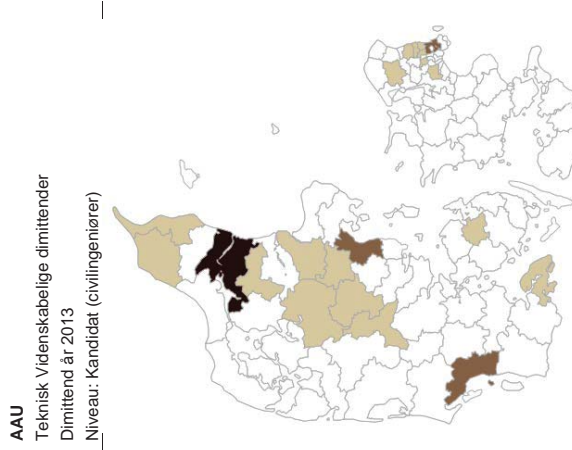 AAU
Teknisk Videnskabelige dimittender
Dimittend år 2013
Niveau: Kandidat (civilingeniører)